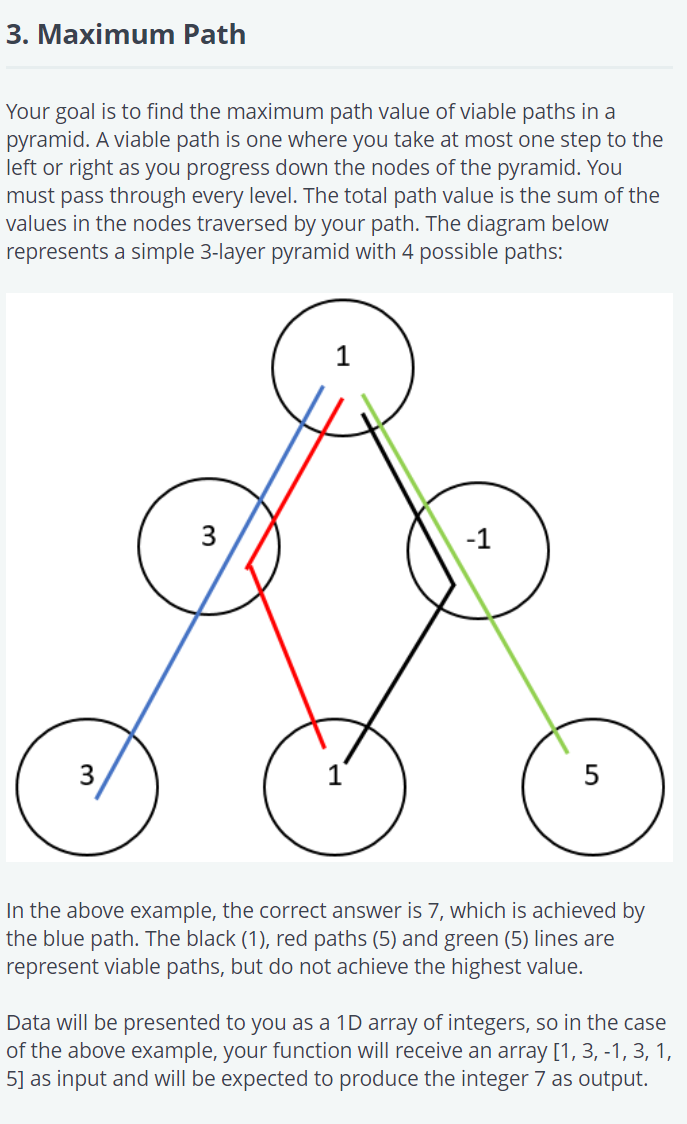 3. Maximum Path
Your goal is to find the maximum path value of viable paths in a
pyramid. A viable path is one where you take at most one step to the
left or right as you progress down the nodes of the pyramid. You
must pass through every level. The total path value is the sum of the
values in the nodes traversed by your path. The diagram below
represents a simple 3-layer pyramid with 4 possible paths:
1
3
-1
3
1
5
In the above example, the correct answer is 7, which is achieved by
the blue path. The black (1), red paths (5) and green (5) lines are
represent viable paths, but do not achieve the highest value.
Data will be presented to you as a 1D array of integers, so in the case
of the above example, your function will receive an array [1, 3, -1, 3, 1,
5] as input and will be expected to produce the integer 7 as output.